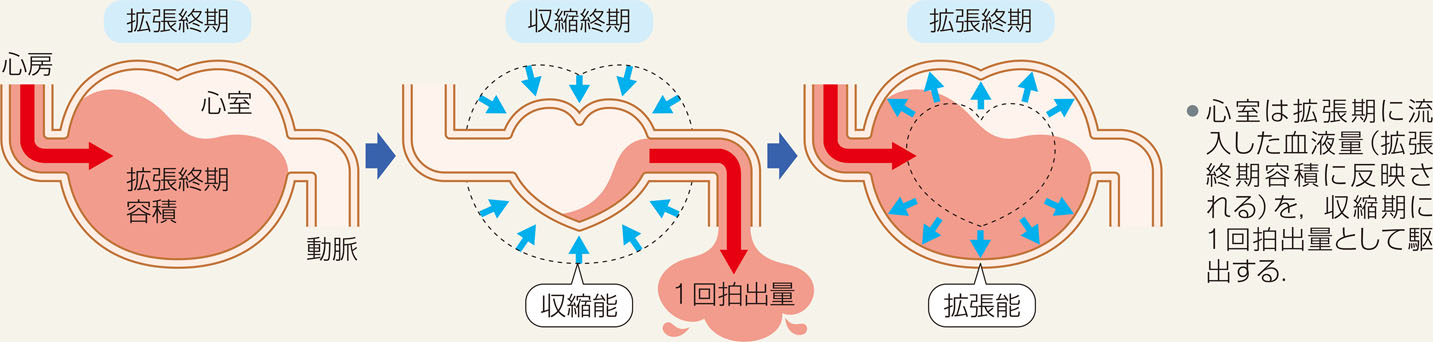 拡張終期
心房
心室
拡張終期
容積
動脈
収縮終期
収縮能
1回拍出量
拡張終期
拡張能
● 心室は拡張期に流
入した血液量(拡張
終期容積に反映さ
れる)を,収縮期に
1回拍出量として駆
出する.